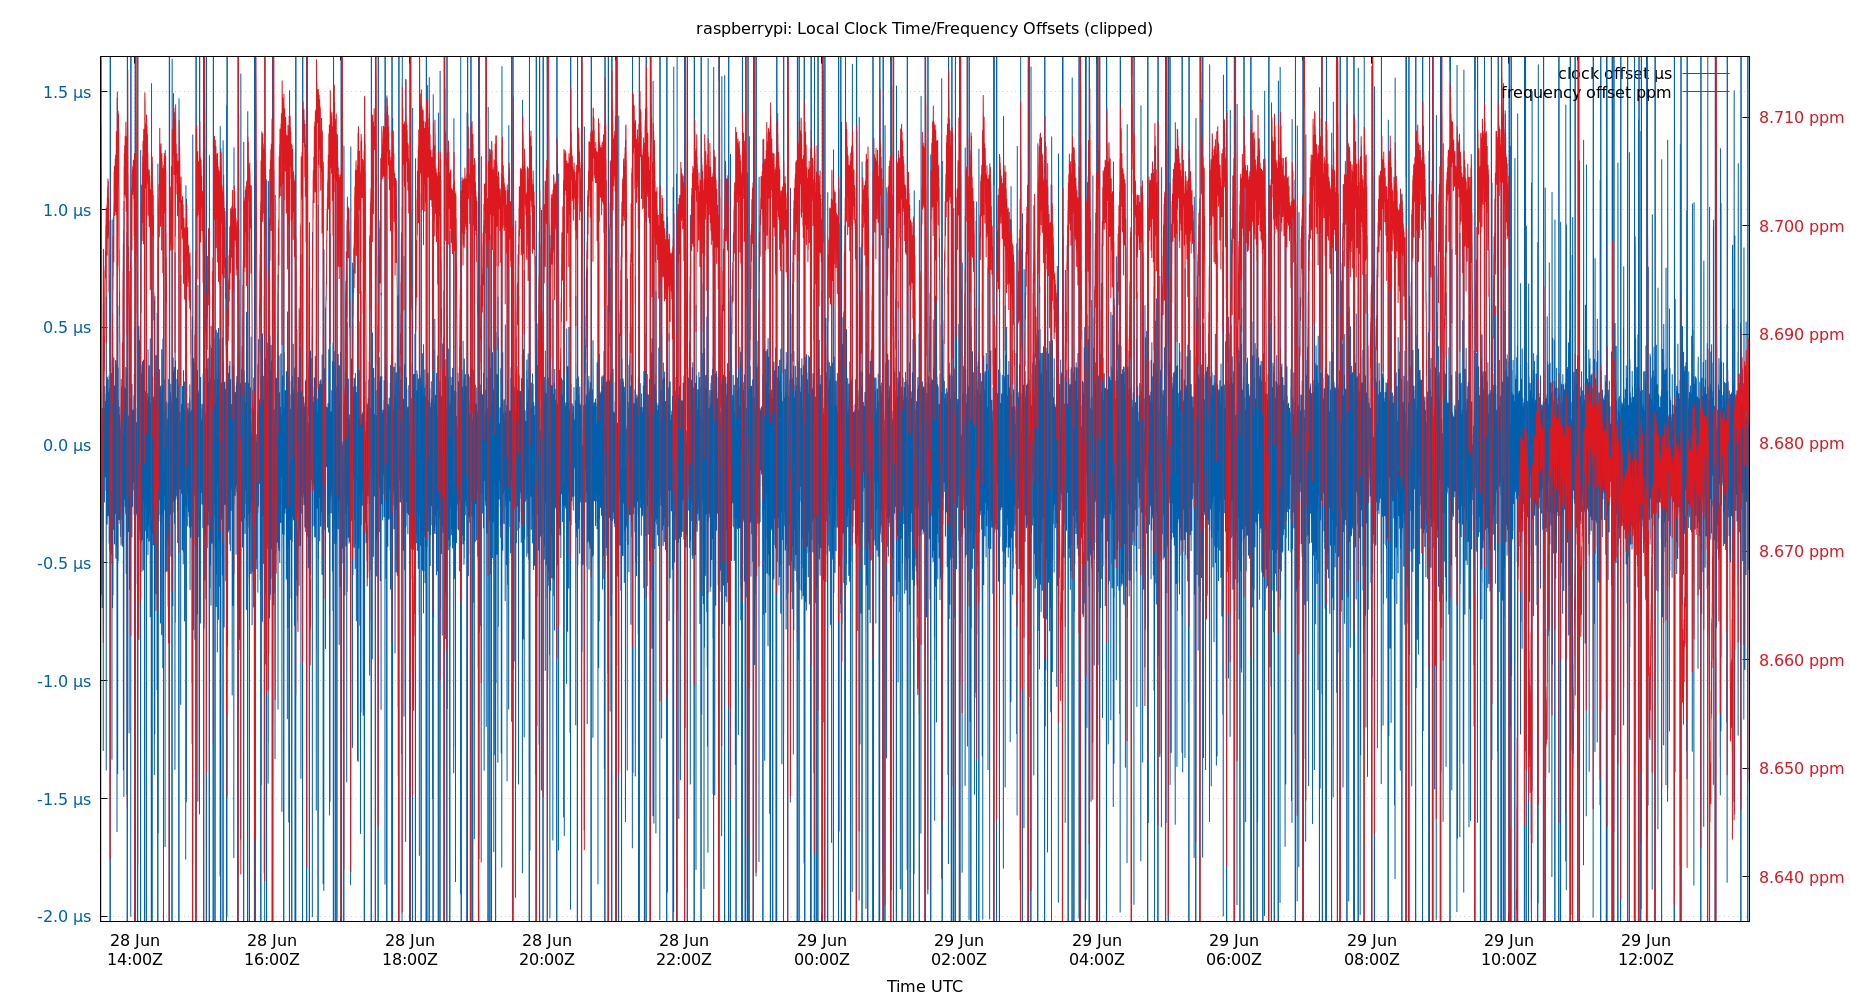 raspberrypi: Local Clock Time/Frequency Offsets (clipped)
clock offset µs
frequency offset ppm
1.5 µs
1.0 µs
0.5 µs
0.0 µs
-0.5 µs
-1.0 µs
-1.5 µs
-2.0 µs
8.710 ppm
8.700 ppm
8.690 ppm
8.680 ppm
8.670 ppm
8.660 ppm
8.650 ppm
8.640 ppm
28 Jun 28 Jun 28 Jun 28 Jun 28 Jun 29 Jun 29 Jun 29 Jun 29 Jun 29 Jun 29 Jun 29 Jun
14:00Z 16:00Z 18:00Z 20:00Z 22:00Z 00:00Z 02:00Z 04:00Z 06:00Z 08:00Z 10:00Z 12:00Z
Time UTC